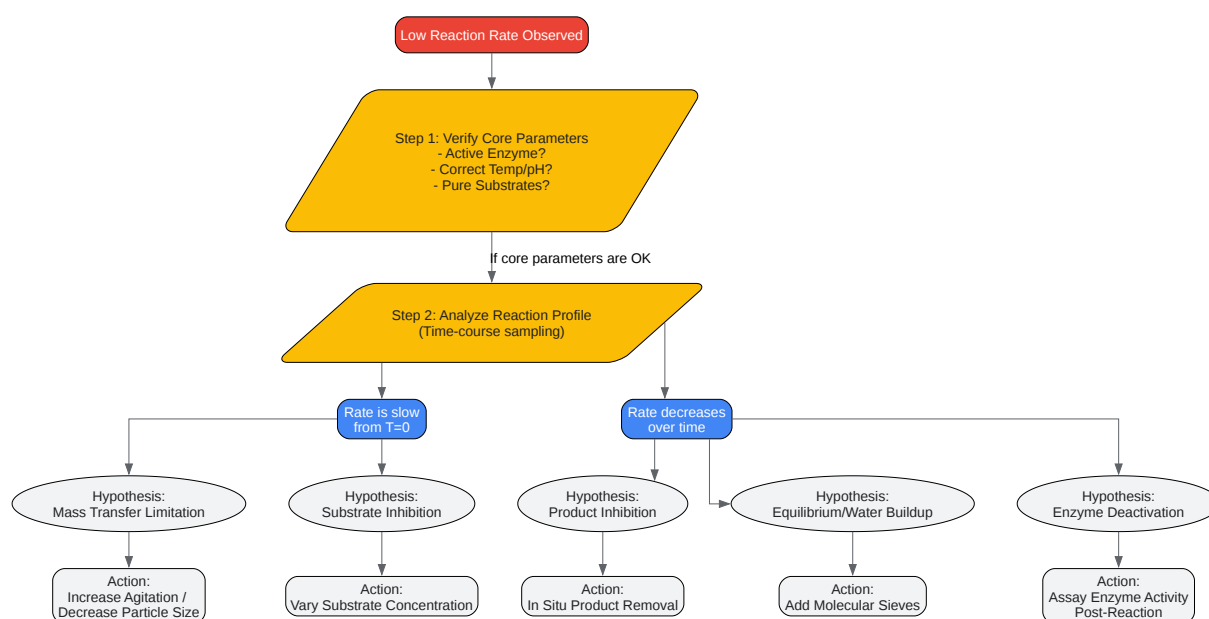 Low Reaction Rate Observed
Step 1: Verify Core Parameters
- Active Enzyme?
- Correct Temp/pH?
- Pure Substrates?
If core parameters are OK
Step 2: Analyze Reaction Profile
(Time-course sampling)
Rate is slow
from T=0
Rate decreases
over time
Hypothesis:
Mass Transfer Limitation
Hypothesis:
Substrate Inhibition
Hypothesis:
Product Inhibition
Hypothesis:
Equilibrium/Water Buildup
Hypothesis:
Enzyme Deactivation
Action:
Increase Agitation /
Decrease Particle Size
Action:
Vary Substrate Concentration
Action:
In Situ Product Removal
Action:
Add Molecular Sieves
Action:
Assay Enzyme Activity
Post-Reaction